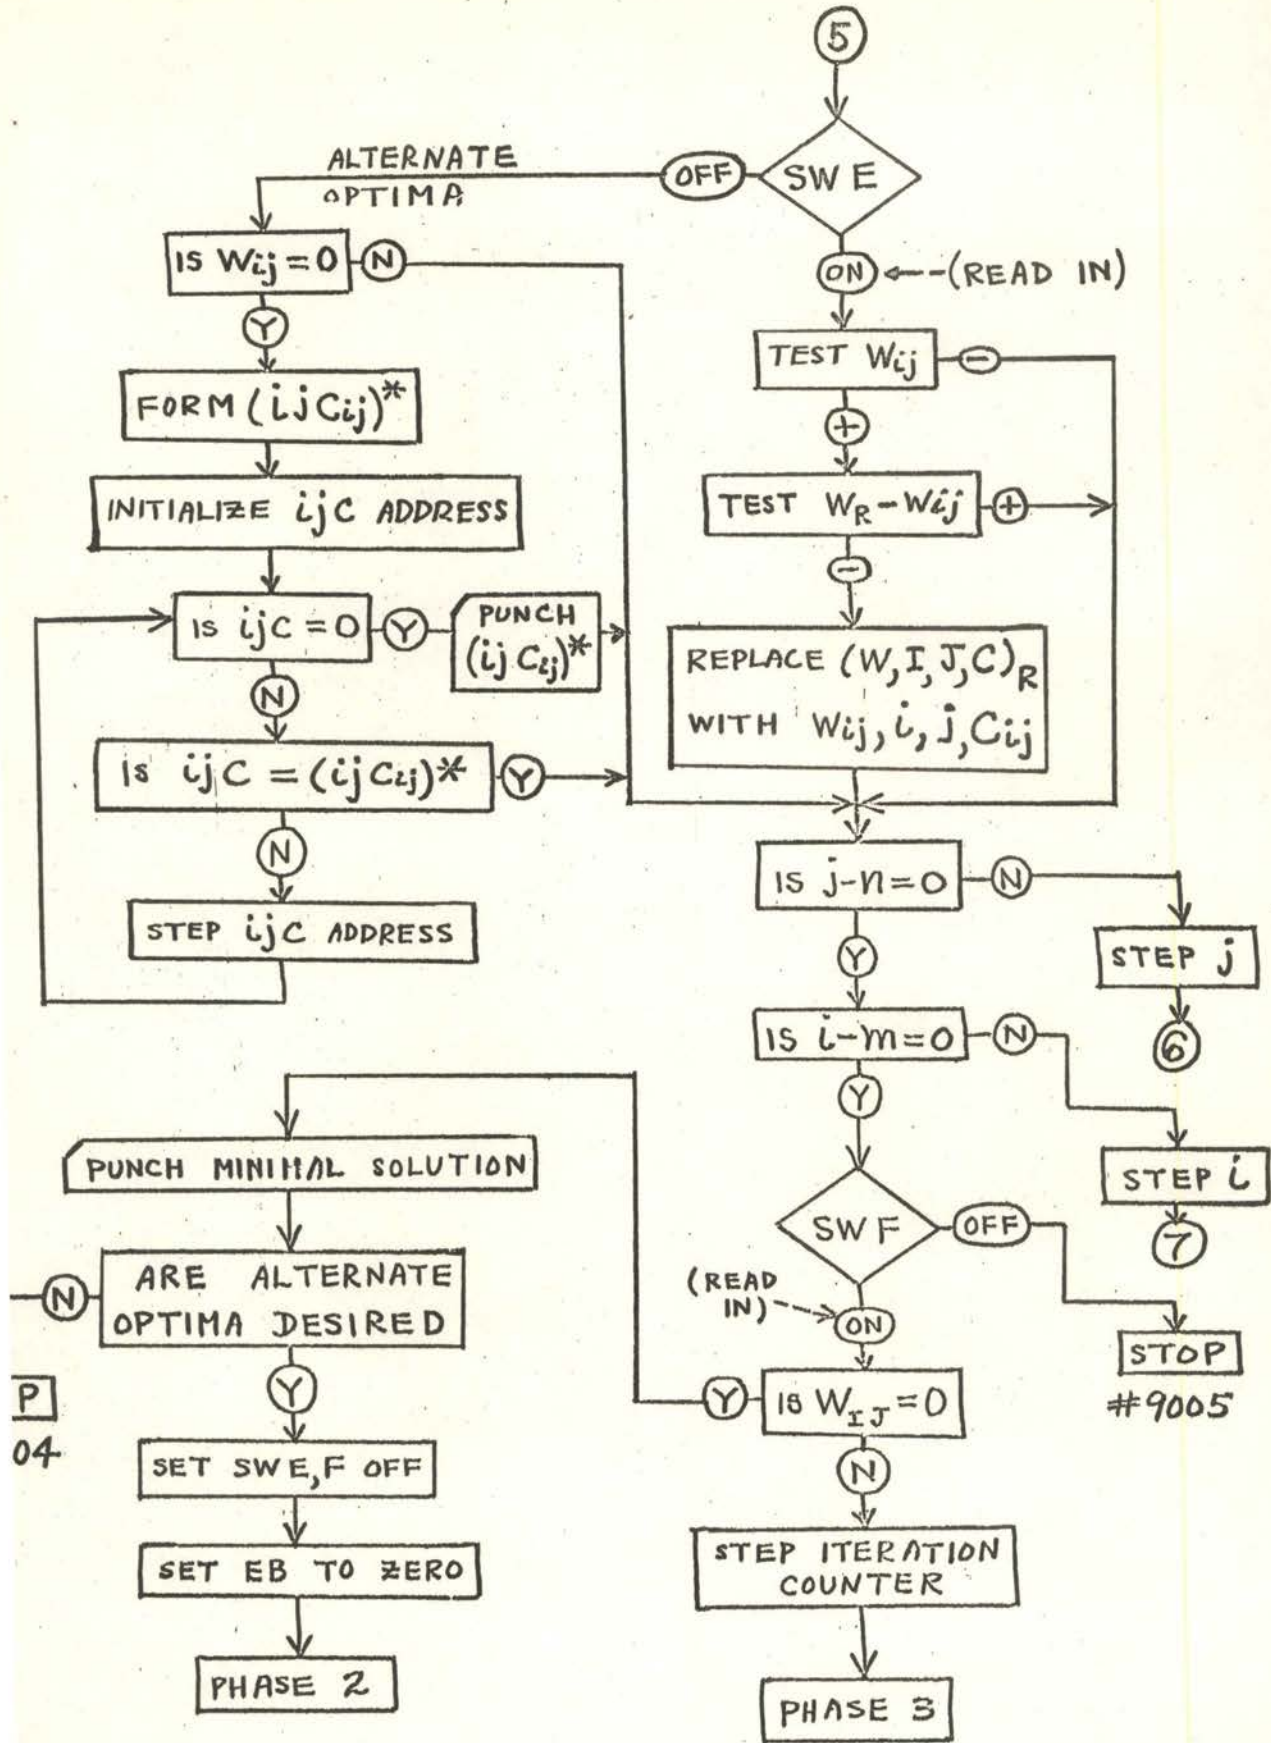 5
SW E
OFF
ALTERNATE
OPTIMA
IS Wij = 0
N
Y
FORM (ijCij)*
INITIALIZE ijC ADDRESS
IS ijC = 0
Y
PUNCH
(ijCij)*
N
IS ijC = (ijCij)*
Y
N
STEP ijC ADDRESS
ON
(READ IN)
TEST Wij
-
+
TEST WR - Wij
+
-
REPLACE (W,I,J,C)R
WITH Wij, i, j, Cij
IS j-n=0
N
STEP j
6
Y
IS i-m=0
N
STEP i
7
Y
SW F
OFF
STOP
#9005
(READ
IN)
ON
IS WIJ = 0
Y
N
STEP ITERATION
COUNTER
PHASE 3
PUNCH MINIMAL SOLUTION
ARE ALTERNATE
OPTIMA DESIRED
N
P
04
Y
SET SW E,F OFF
SET EB TO ZERO
PHASE 2